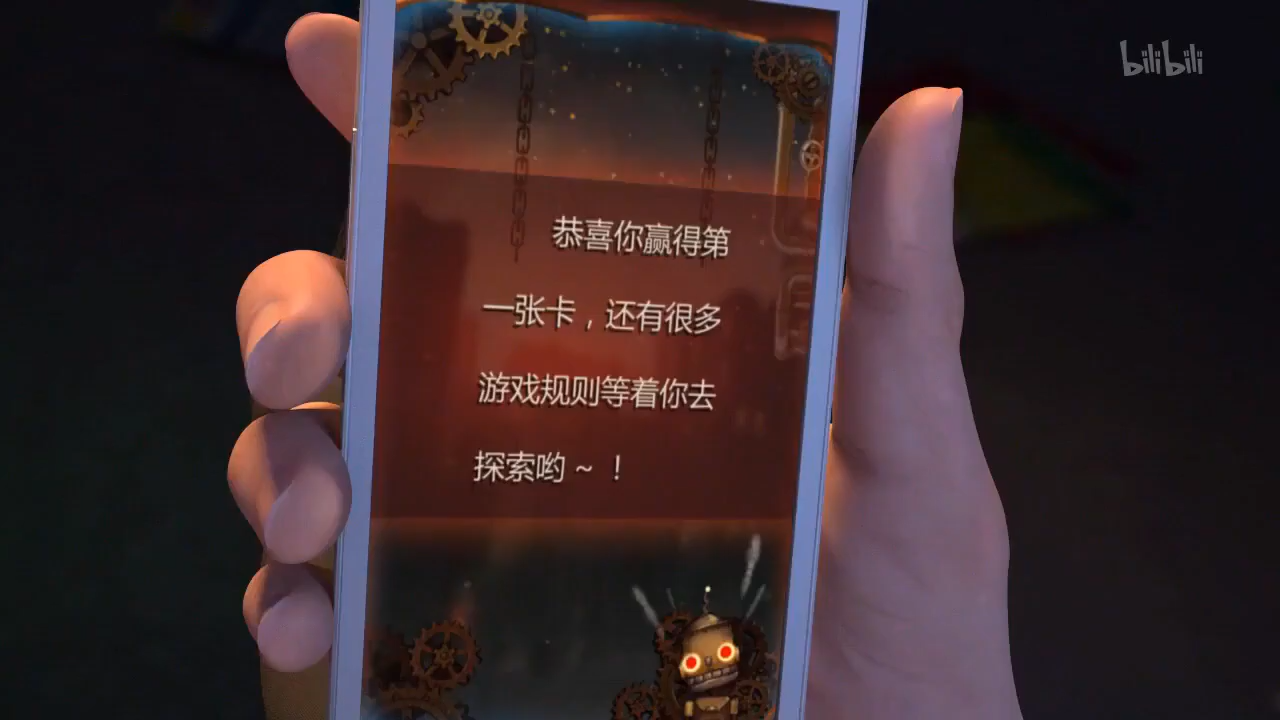 bilibili
恭喜你赢得第
一张卡，还有很多
游戏规则等着你去
探索哟~！